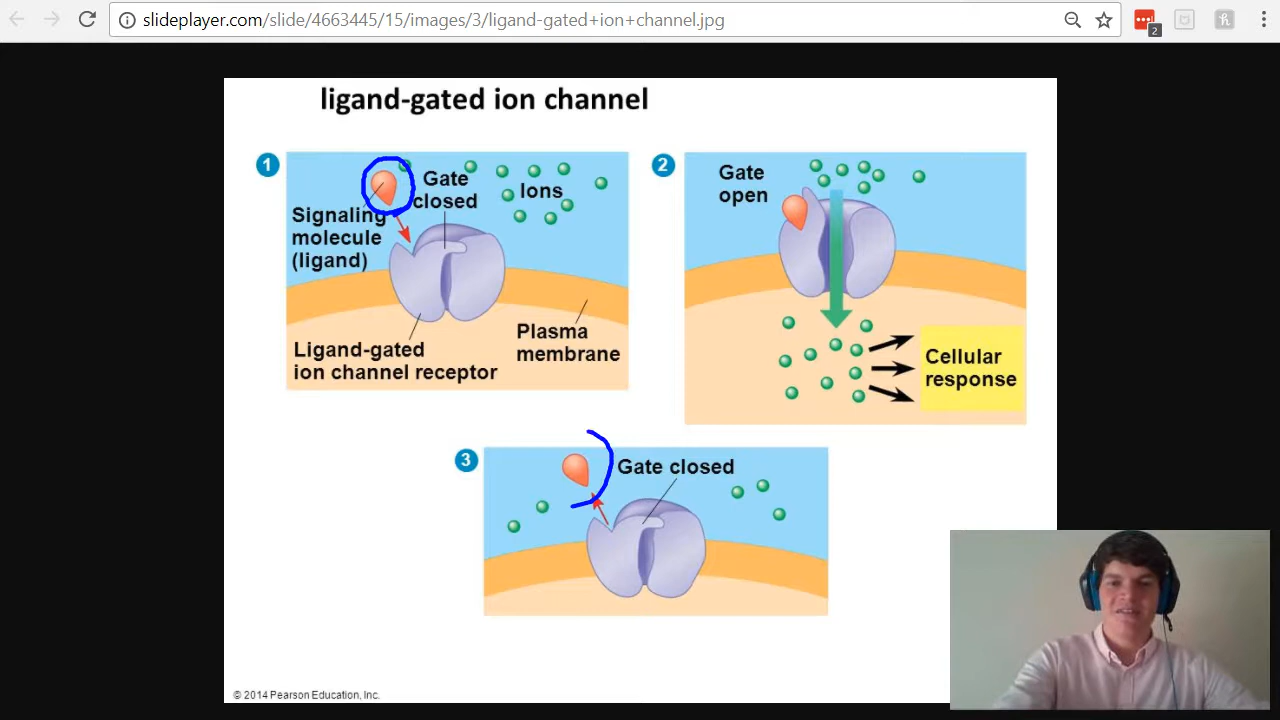 slideplayer.com/slide/4663445/15/images/3/ligand-gated+ion+channel.jpg
2
ligand-gated ion channel
1
Gate
closed
Ions
Signaling
molecule
(ligand)
Plasma
membrane
Ligand-gated
ion channel receptor
2
Gate
open
Cellular
response
3
Gate closed
© 2014 Pearson Education, Inc.